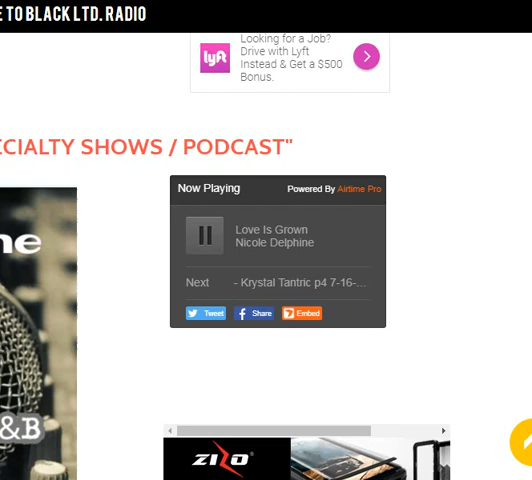 E TO BLACK LTD. RADIO
Looking for a Job?
Drive with Lyft
Instead & Get a $500
Bonus.
lyft
ECIALTY SHOWS / PODCAST"
Now Playing
Powered By Airtime Pro
Love Is Grown
Nicole Delphine
Next
- Krystal Tantric p4 7-16-...
Tweet
Share
Embed
ne
&B
ZIZO